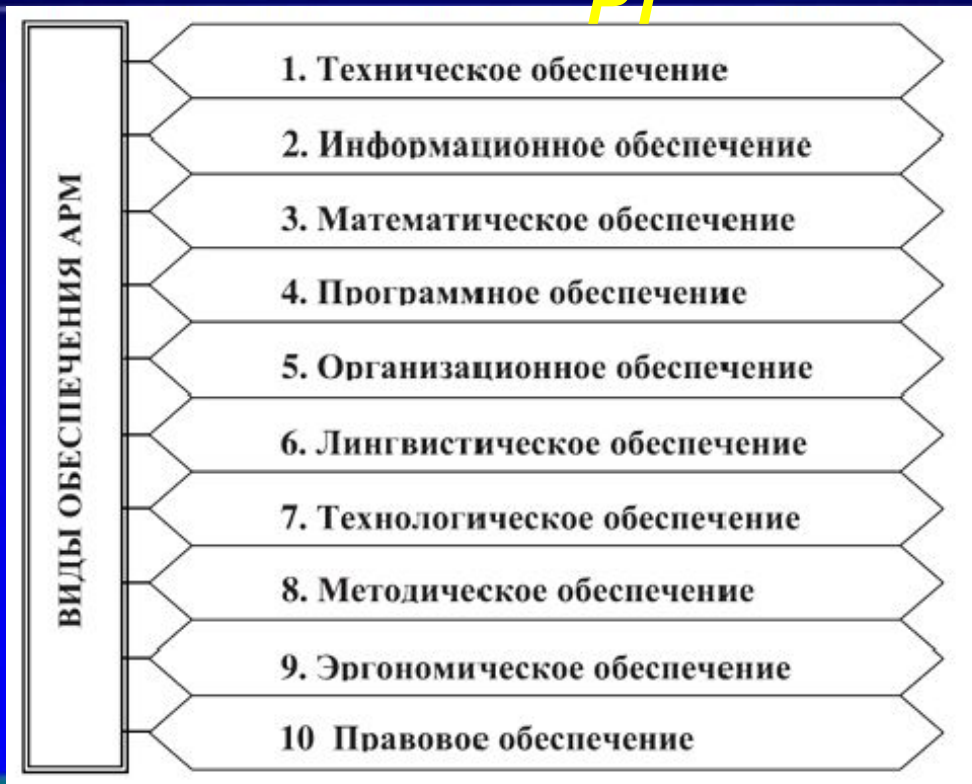 ВИДЫ ОБЕСПЕЧЕНИЯ АРМ
1. Техническое обеспечение
2. Информационное обеспечение
3. Математическое обеспечение
4. Программное обеспечение
5. Организационное обеспечение
6. Лингвистическое обеспечение
7. Технологическое обеспечение
8. Методическое обеспечение
9. Эргономическое обеспечение
10 Правовое обеспечение